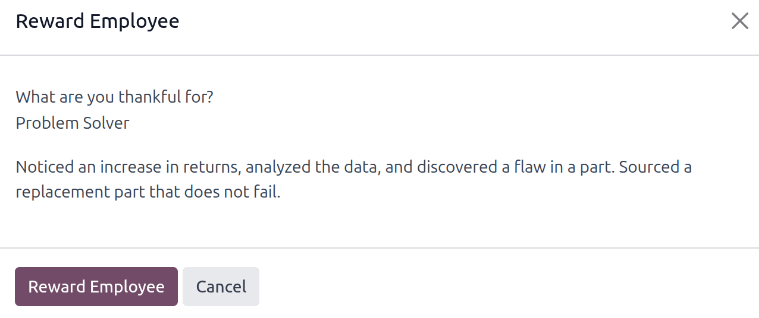 Reward Employee
What are you thankful for?
Problem Solver
Noticed an increase in returns, analyzed the data, and discovered a flaw in a part. Sourced a
replacement part that does not fail.
Reward Employee Cancel